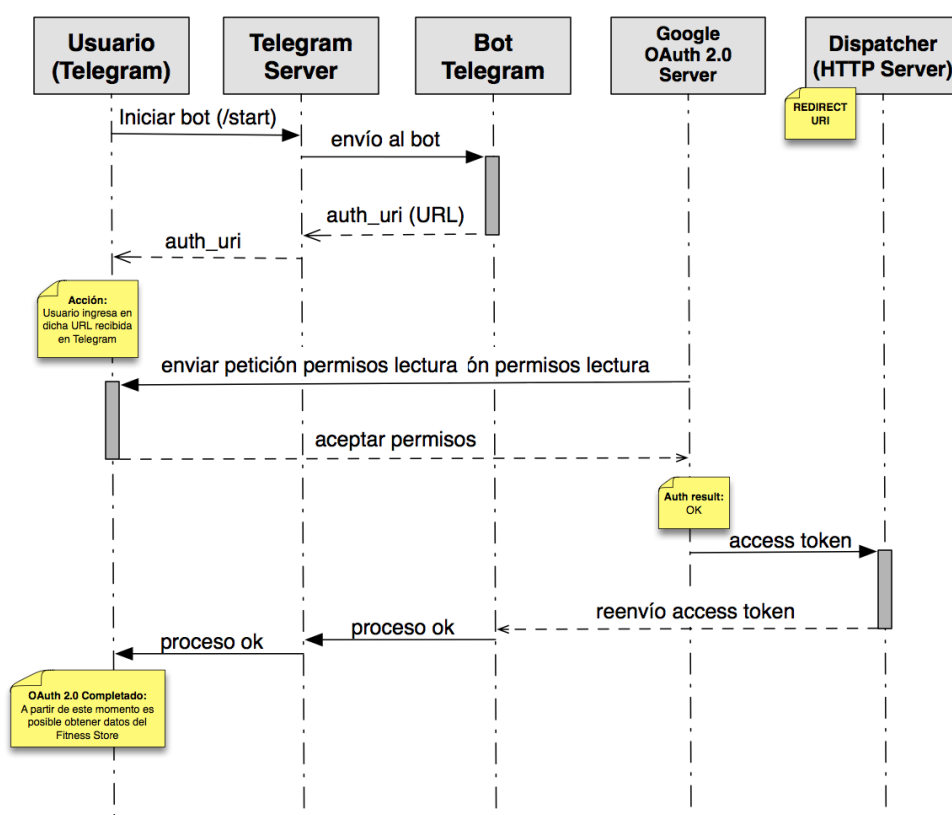 Usuario
(Telegram)
Telegram
Server
Bot
Telegram
Google
OAuth 2.0
Server
Dispatcher
(HTTP Server)
REDIRECT
URI
Iniciar bot (/start)
envío al bot
auth_uri (URL)
auth_uri
Acción:
Usuario ingresa en
dicha URL recibida
en Telegram
enviar petición permisos lectura ón permisos lectura
aceptar permisos
Auth result:
OK
access token
reenvío access token
proceso ok
proceso ok
OAuth 2.0 Completado:
A partir de este momento es
posible obtener datos del
Fitness Store